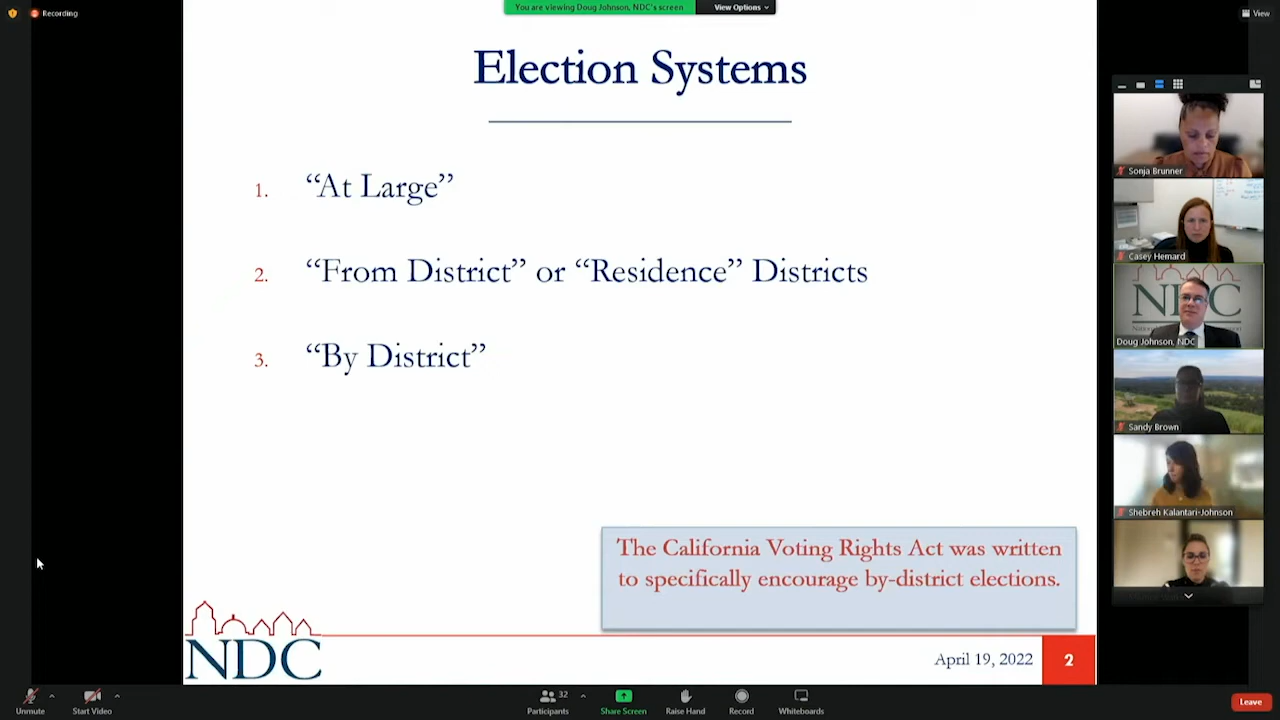 Recording
You are viewing Doug Johnson, NDC's screen
View Options
View
Election Systems
1. “At Large”
2. “From District” or “Residence” Districts
3. “By District”
The California Voting Rights Act was written
to specifically encourage by-district elections.
NDC
April 19, 2022
2
Sonja Brunner
Casey Hemard
NDC
Doug Johnson, NDC
Sandy Brown
Shebreh Kalantari-Johnson
Unmute
Start Video
32
Participants
Share Screen
Raise Hand
Record
Whiteboards
Leave